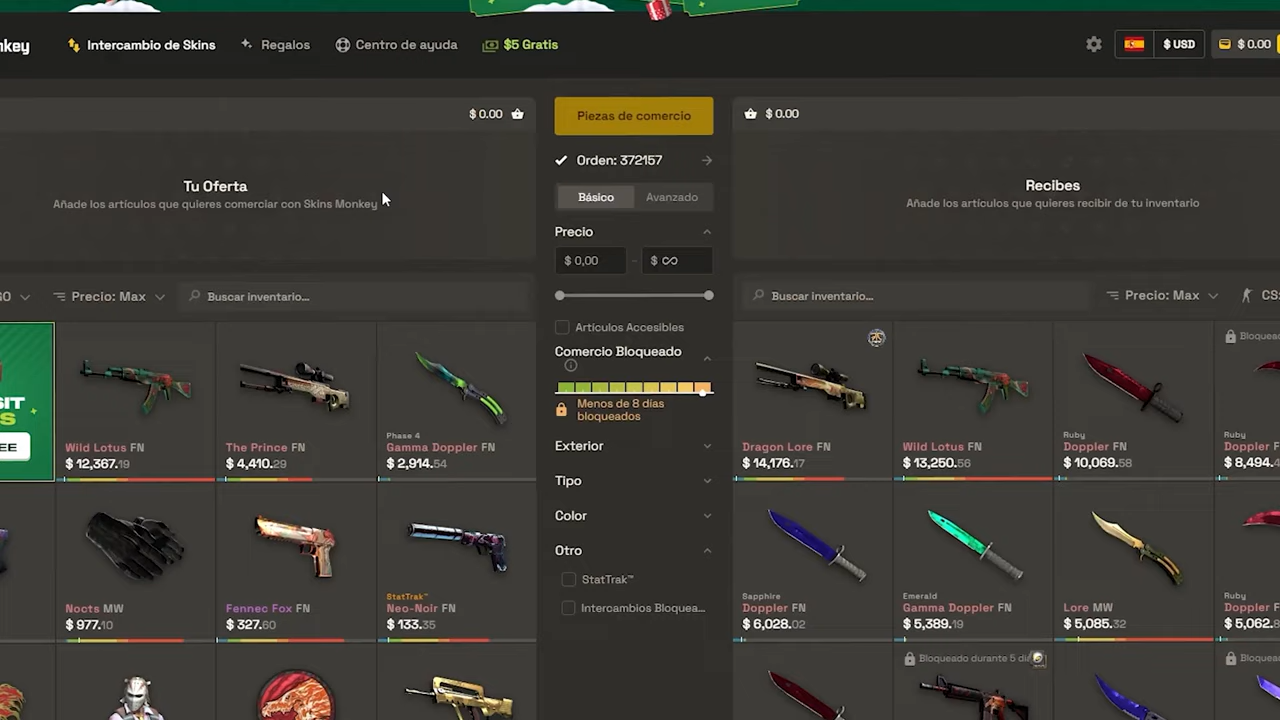 nkey
Intercambio de Skins
Regalos
Centro de ayuda
$5 Gratis
$ USD
$ 0.00
$ 0.00
Piezas de comercio
$ 0.00
Orden: 372157
Tu Oferta
Añade los artículos que quieres comerciar con Skins Monkey
Básico
Avanzado
Recibes
Añade los artículos que quieres recibir de tu inventario
Precio
$ 0,00
-
$ ∞
Precio: Max
Buscar inventario...
Buscar inventario...
Precio: Max
CS
Artículos Accesibles
Comercio Bloqueado
Menos de 8 días
bloqueados
Exterior
Tipo
Color
Otro
StatTrak™
Intercambios Bloquea...
EE
Wild Lotus FN
$ 12,367.19
The Prince FN
$ 4,410.29
Phase 4
Gamma Doppler FN
$ 2,914.54
Nocts MW
$ 977.10
Fennec Fox FN
$ 327.60
StatTrak™
Neo-Noir FN
$ 133.35
Dragon Lore FN
$ 14,176.17
Wild Lotus FN
$ 13,250.56
Ruby
Doppler FN
$ 10,069.58
Bloquead
Ruby
Doppler F
$ 8,494.
Sapphire
Doppler FN
$ 6,028.02
Emerald
Gamma Doppler FN
$ 5,389.19
Lore MW
$ 5,085.32
Ruby
Doppler F
$ 5,062.
Bloqueado durante 5 dí
Bloquead